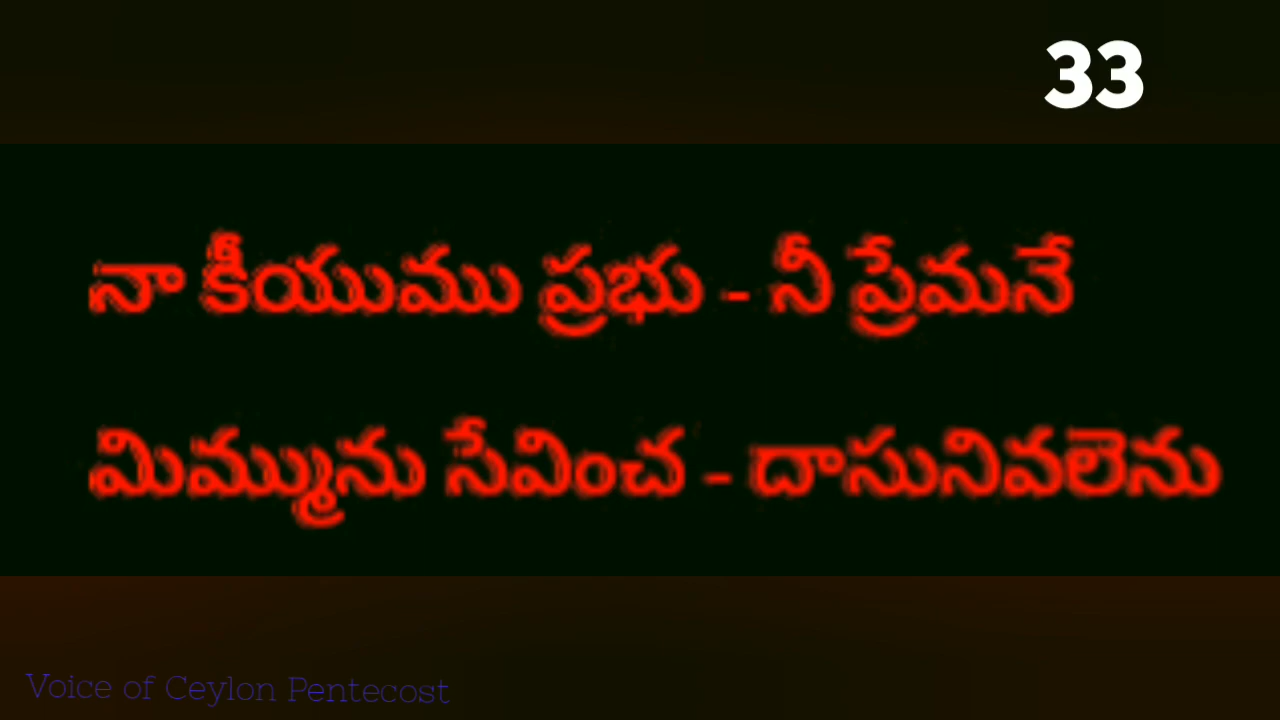 33
నా కీయుము ప్రభు - నీ ప్రేమనే
మిమ్మును సేవించ - దాసునివలెను
Voice of Ceylon Pentecost